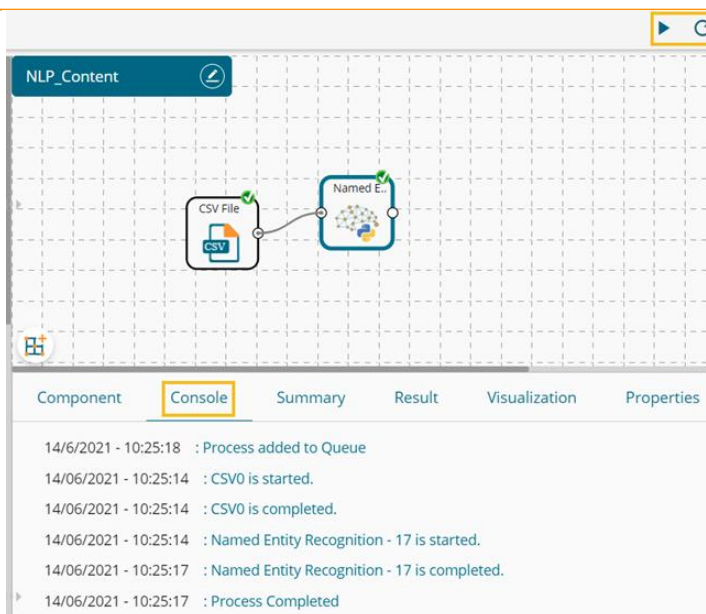 NLP_Content
Named E..
CSV File
CSV
Component Console Summary Result Visualization Properties
14/6/2021 - 10:25:18 : Process added to Queue
14/06/2021 - 10:25:14 : CSV0 is started.
14/06/2021 - 10:25:14 : CSV0 is completed.
14/06/2021 - 10:25:14 : Named Entity Recognition - 17 is started.
14/06/2021 - 10:25:17 : Named Entity Recognition - 17 is completed.
14/06/2021 - 10:25:17 : Process Completed